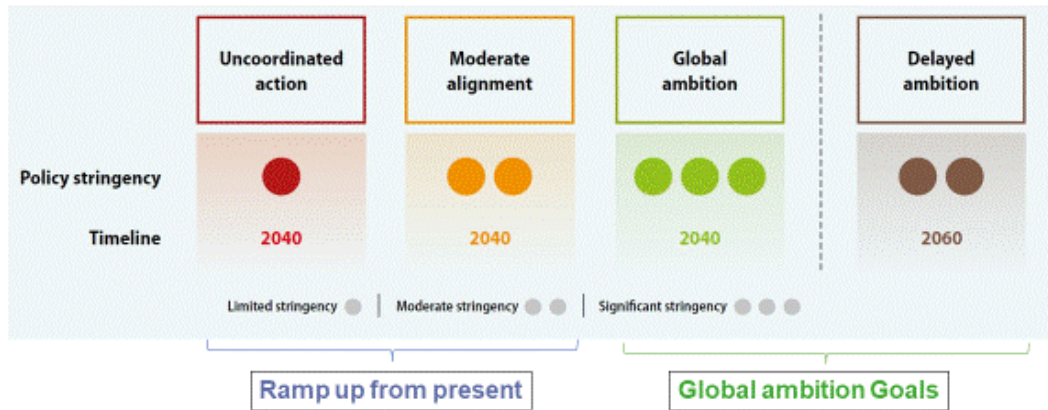 Uncoordinated
action
Moderate
alignment
Global
ambition
Delayed
ambition
Policy stringency
Timeline
2040
2040
2040
2060
Limited stringency
Moderate stringency
Significant stringency
Ramp up from present
Global ambition Goals